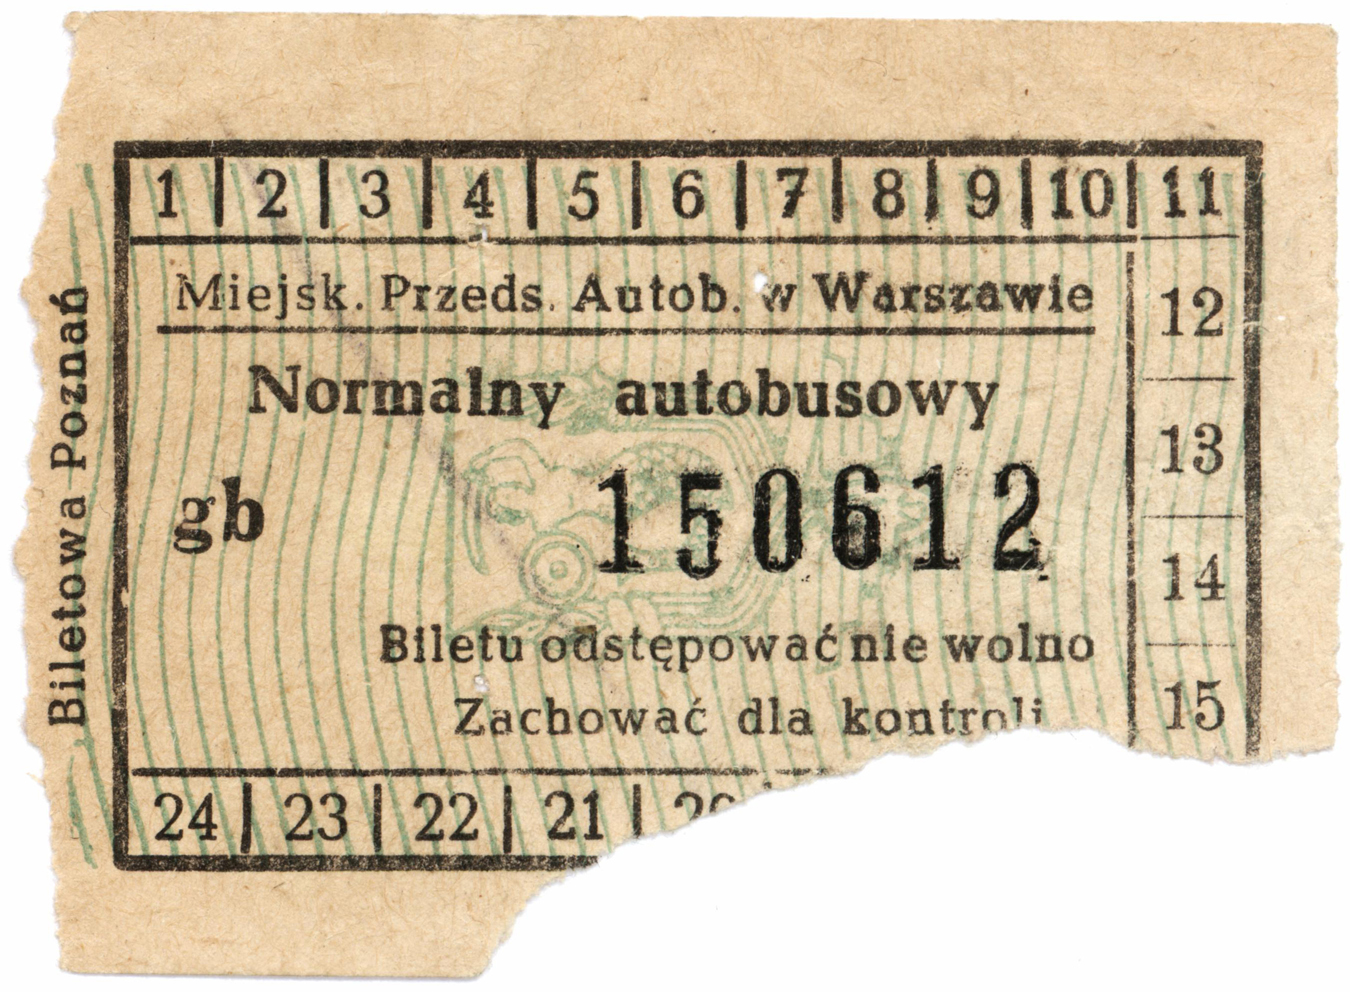 1 2 3 4 5 6 7 8 9 10 11
12
13
14
15
Miejsk. Przeds. Autob. w Warszawie
Normalny autobusowy
gb 150612
Biletu odstępować nie wolno
Zachować dla kontroli
24 23 22 21
Biletowa Poznań